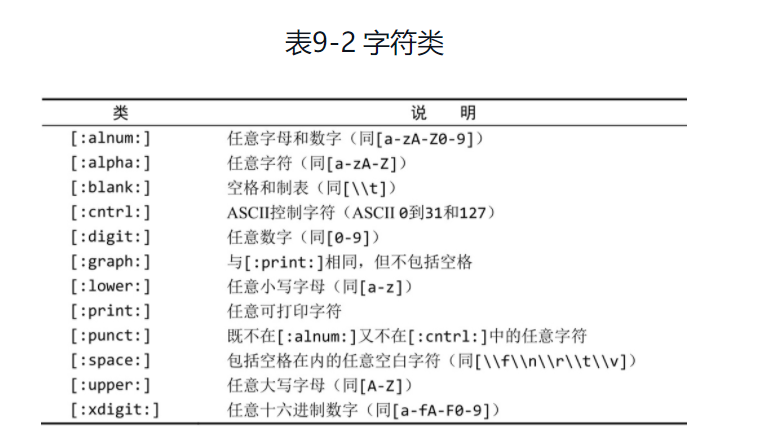 表9-2 字符类
类 说 明
[:alnum:] 任意字母和数字（同[a-zA-Z0-9]）
[:alpha:] 任意字符（同[a-zA-Z]）
[:blank:] 空格和制表（同[\\t]）
[:cntrl:] ASCII控制字符（ASCII 0到31和127）
[:digit:] 任意数字（同[0-9]）
[:graph:] 与[:print:]相同，但不包括空格
[:lower:] 任意小写字母（同[a-z]）
[:print:] 任意可打印字符
[:punct:] 既不在[:alnum:]又不在[:cntrl:]中的任意字符
[:space:] 包括空格在内的任意空白字符（同[\\f\\n\\r\\t\\v]）
[:upper:] 任意大写字母（同[A-Z]）
[:xdigit:] 任意十六进制数字（同[a-fA-F0-9]）